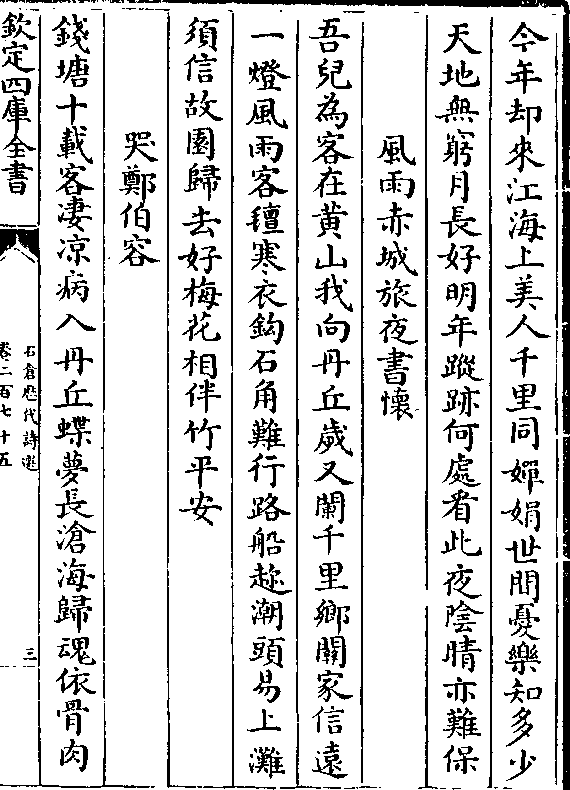 今年却來江海上美人千里同嬋娟世間憂樂知多少
天地無窮月長好明年蹤跡何處看此夜陰晴亦難保
風雨赤城旅夜書懷
吾兒為客在黄山我向丹丘歲又闌千里鄉關家信遠
一燈風雨客氊寒衣鈎石角難行路船趂潮頭易上灘
須信故園歸去好梅花相伴竹平安
哭鄭伯容
錢塘十載客淒凉病入丹丘蝶夢長滄海歸魂依骨肉
欽定四庫全書
石倉歷代詩選
卷二百七十五
三